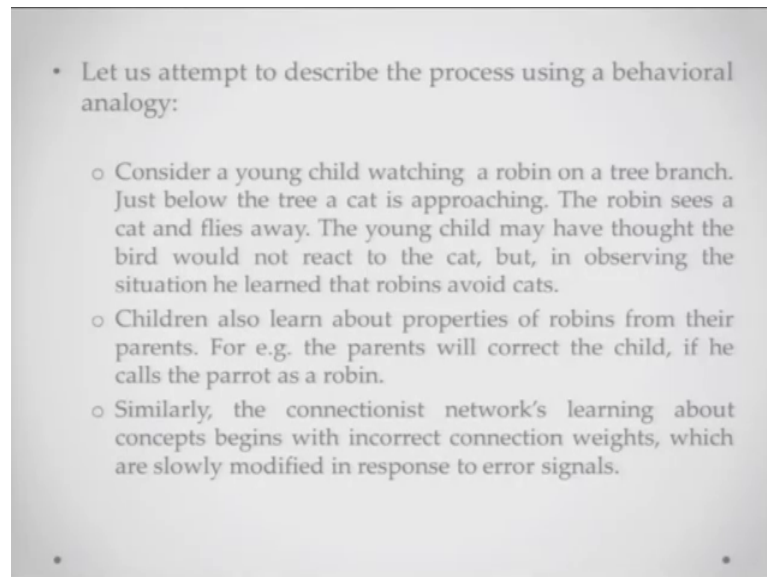 • Let us attempt to describe the process using a behavioral
analogy:
o Consider a young child watching a robin on a tree branch.
Just below the tree a cat is approaching. The robin sees a
cat and flies away. The young child may have thought the
bird would not react to the cat, but, in observing the
situation he learned that robins avoid cats.
o Children also learn about properties of robins from their
parents. For e.g. the parents will correct the child, if he
calls the parrot as a robin.
o Similarly, the connectionist network's learning about
concepts begins with incorrect connection weights, which
are slowly modified in response to error signals.